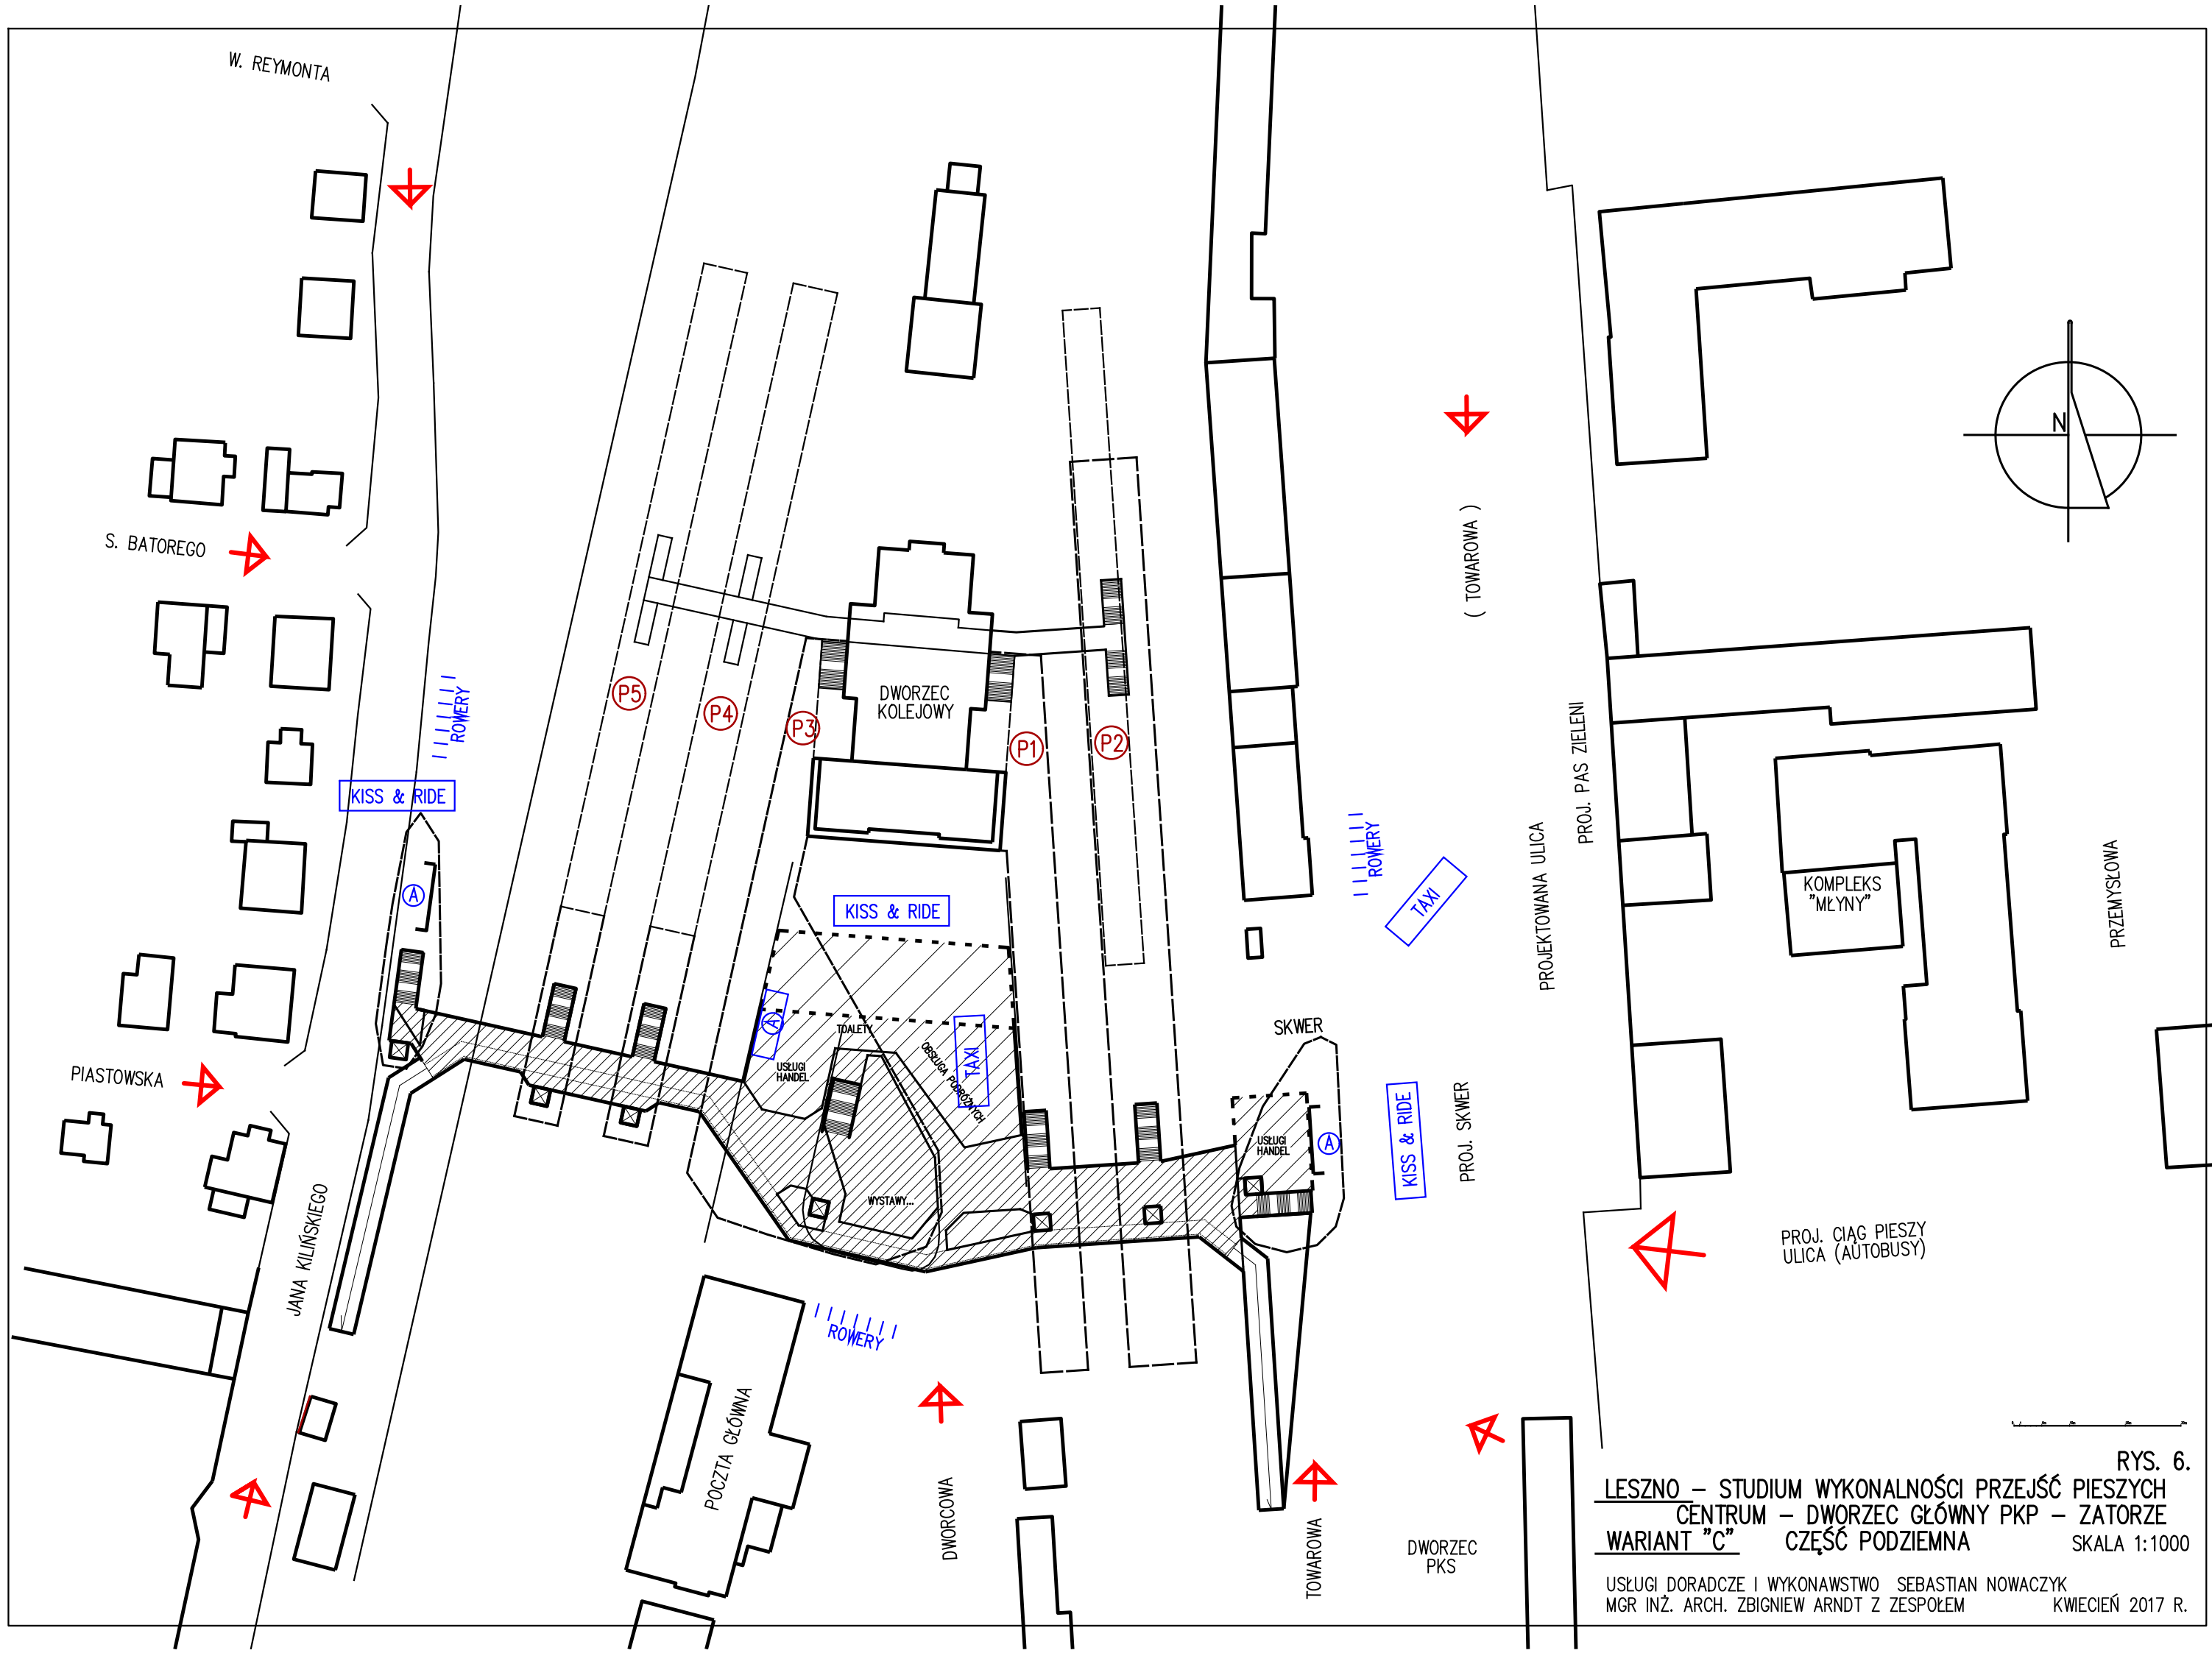 W. REYMONTA
N
S. BATOREGO
( TOWAROWA )
DWORZEC
KOLEJOWY
P5
P4
P3
P1
P2
ROWERY
KISS & RIDE
A
KISS & RIDE
ROWERY
TAXI
PROJEKTOWANA ULICA
PROJ. PAS ZIELENI
KOMPLEKS
"MŁYNY"
PRZEMYSŁOWA
A
TOALETY
USŁUGI
HANDEL
OBSŁUGA PODRÓŻNYCH
TAXI
WYSTAWY...
SKWER
USŁUGI
HANDEL
A
KISS & RIDE
PROJ. SKWER
PIASTOWSKA
JANA KILIŃSKIEGO
PROJ. CIĄG PIESZY
ULICA (AUTOBUSY)
ROWERY
POCZTA GŁÓWNA
DWORCOWA
TOWAROWA
DWORZEC
PKS
RYS. 6.
LESZNO – STUDIUM WYKONALNOŚCI PRZEJŚĆ PIESZYCH
CENTRUM – DWORZEC GŁÓWNY PKP – ZATORZE
WARIANT "C" CZĘŚĆ PODZIEMNA SKALA 1:1000
USŁUGI DORADCZE I WYKONAWSTWO SEBASTIAN NOWACZYK
MGR INŻ. ARCH. ZBIGNIEW ARNDT Z ZESPOŁEM KWIECIEŃ 2017 R.